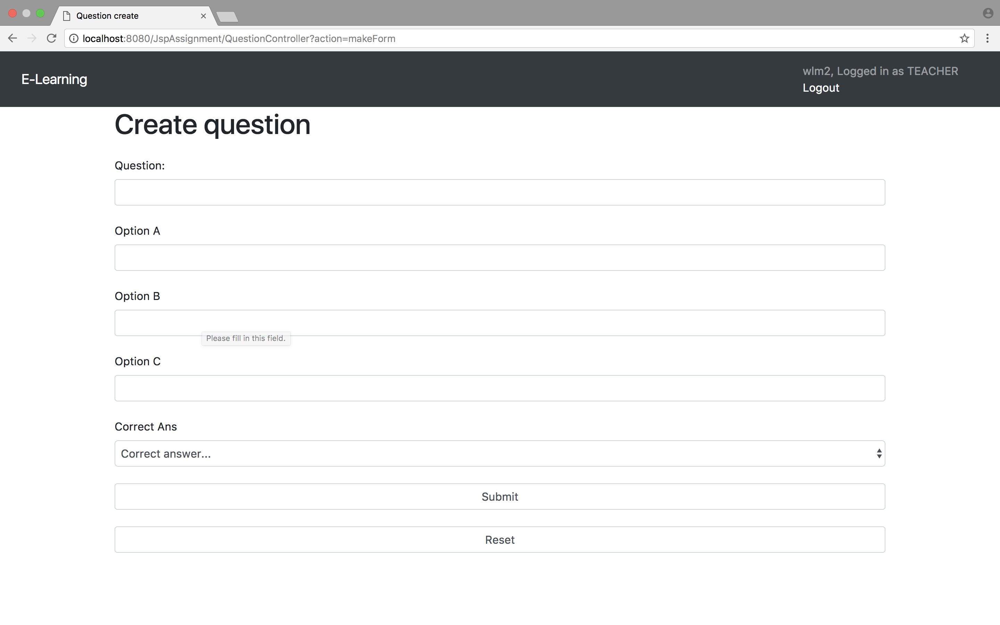 Question create
localhost:8080/JspAssignment/QuestionController?action=makeForm
E-Learning
wlm2, Logged in as TEACHER
Logout
Create question
Question:
Option A
Option B
Please fill in this field.
Option C
Correct Ans
Correct answer...
Submit
Reset